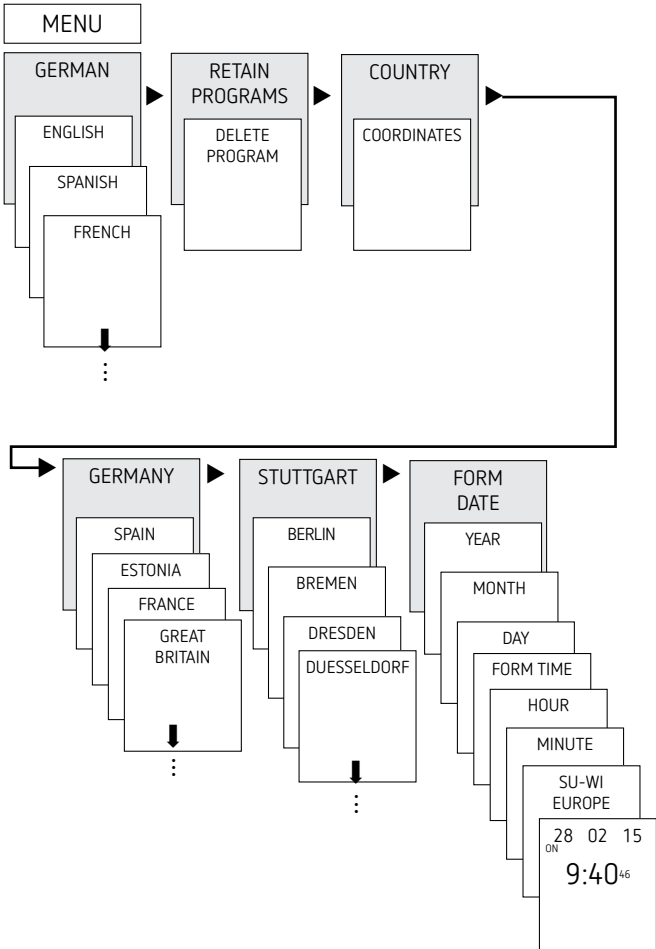 MENU
GERMAN
ENGLISH
SPANISH
FRENCH
RETAIN
PROGRAMS
DELETE
PROGRAM
COUNTRY
COORDINATES
GERMANY
SPAIN
ESTONIA
FRANCE
GREAT
BRITAIN
STUTTGART
BERLIN
BREMEN
DRESDEN
DUESSELDORF
FORM
DATE
YEAR
MONTH
DAY
FORM TIME
HOUR
MINUTE
SU-WI
EUROPE
28 02 15
ON
9:40 46